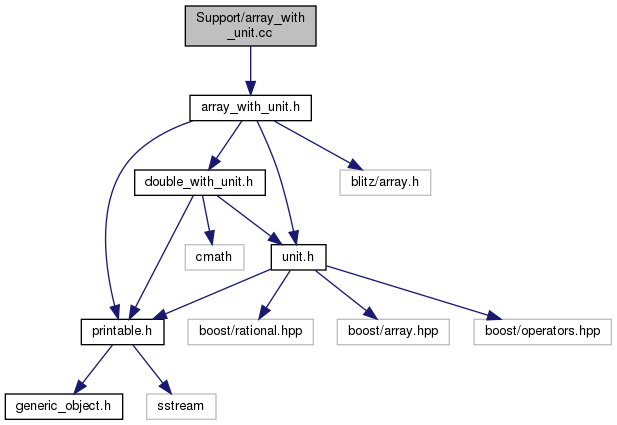 Support/array_with
_unit.cc
array_with_unit.h
double_with_unit.h
blitz/array.h
cmath
unit.h
printable.h
boost/rational.hpp
boost/array.hpp
boost/operators.hpp
generic_object.h
sstream